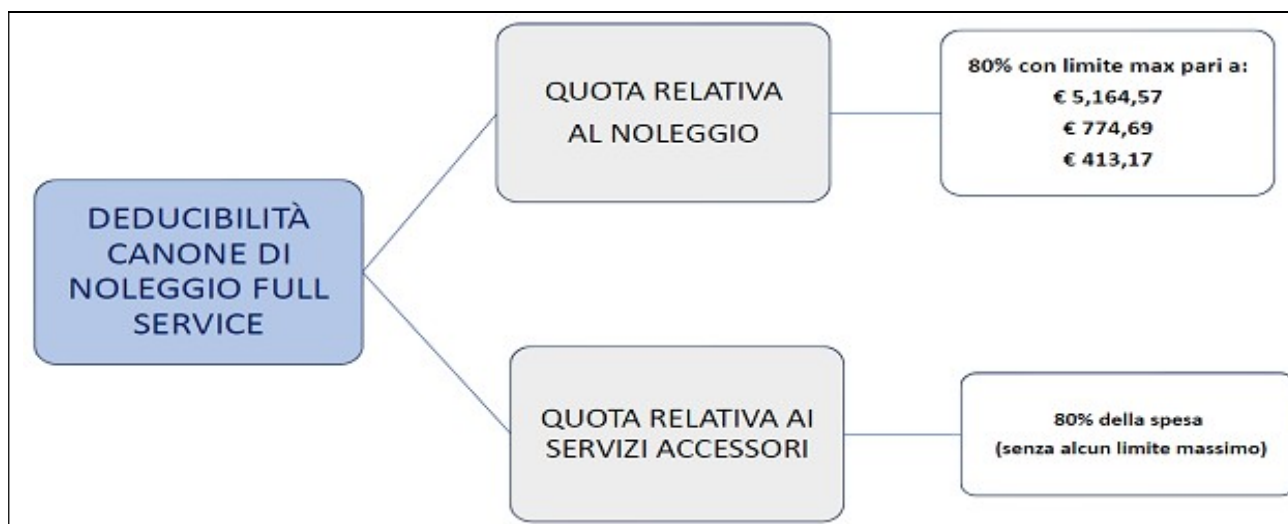 DEDUCIBILITÀ
CANONE DI
NOLEGGIO FULL
SERVICE
QUOTA RELATIVA
AL NOLEGGIO
80% con limite max pari a:
€ 5,164,57
€ 774,69
€ 413,17
QUOTA RELATIVA AI
SERVIZI ACCESSORI
80% della spesa
(senza alcun limite massimo)